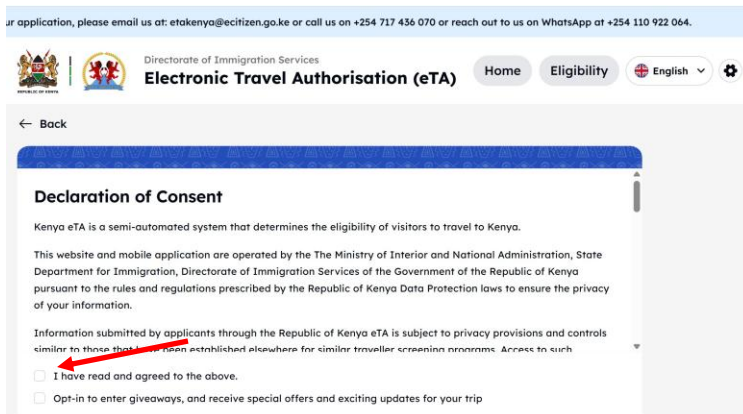 ur application, please email us at: etakenya@ecitizen.go.ke or call us on +254 717 436 070 or reach out to us on WhatsApp at +254 110 922 064.
Directorate of Immigration Services
Electronic Travel Authorisation (eTA)
Home
Eligibility
English
REPUBLIC OF KENYA
← Back
Declaration of Consent
Kenya eTA is a semi-automated system that determines the eligibility of visitors to travel to Kenya.
This website and mobile application are operated by the The Ministry of Interior and National Administration, State
Department for Immigration, Directorate of Immigration Services of the Government of the Republic of Kenya
pursuant to the rules and regulations prescribed by the Republic of Kenya Data Protection laws to ensure the privacy
of your information.
Information submitted by applicants through the Republic of Kenya eTA is subject to privacy provisions and controls
similar to those that have been established elsewhere for similar traveller screening programs. Access to such
I have read and agreed to the above.
Opt-in to enter giveaways, and receive special offers and exciting updates for your trip